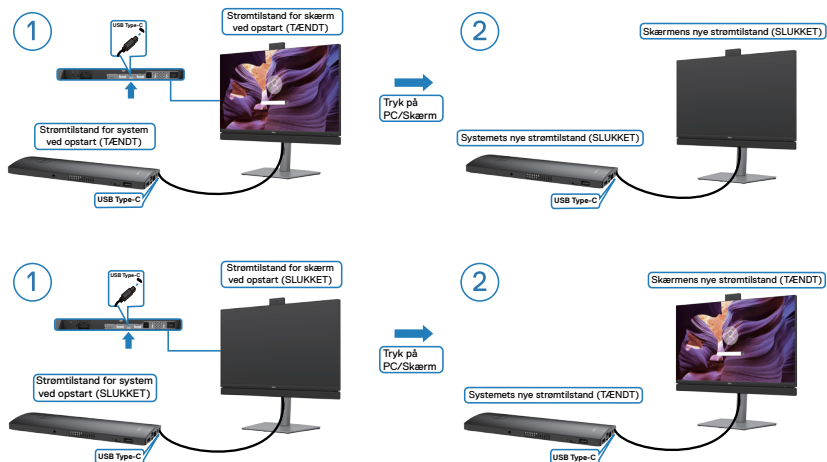 1
USB Type-C
Strømtilstand for skærm
ved opstart (TÆNDT)
Strømtilstand for system
ved opstart (TÆNDT)
USB Type-C
Tryk på
PC/Skærm
2
Skærmens nye strømtilstand (SLUKKET)
Systemets nye strømtilstand (SLUKKET)
USB Type-C
1
USB Type-C
Strømtilstand for skærm
ved opstart (SLUKKET)
Strømtilstand for system
ved opstart (SLUKKET)
USB Type-C
Tryk på
PC/Skærm
2
Skærmens nye strømtilstand (TÆNDT)
Systemets nye strømtilstand (TÆNDT)
USB Type-C